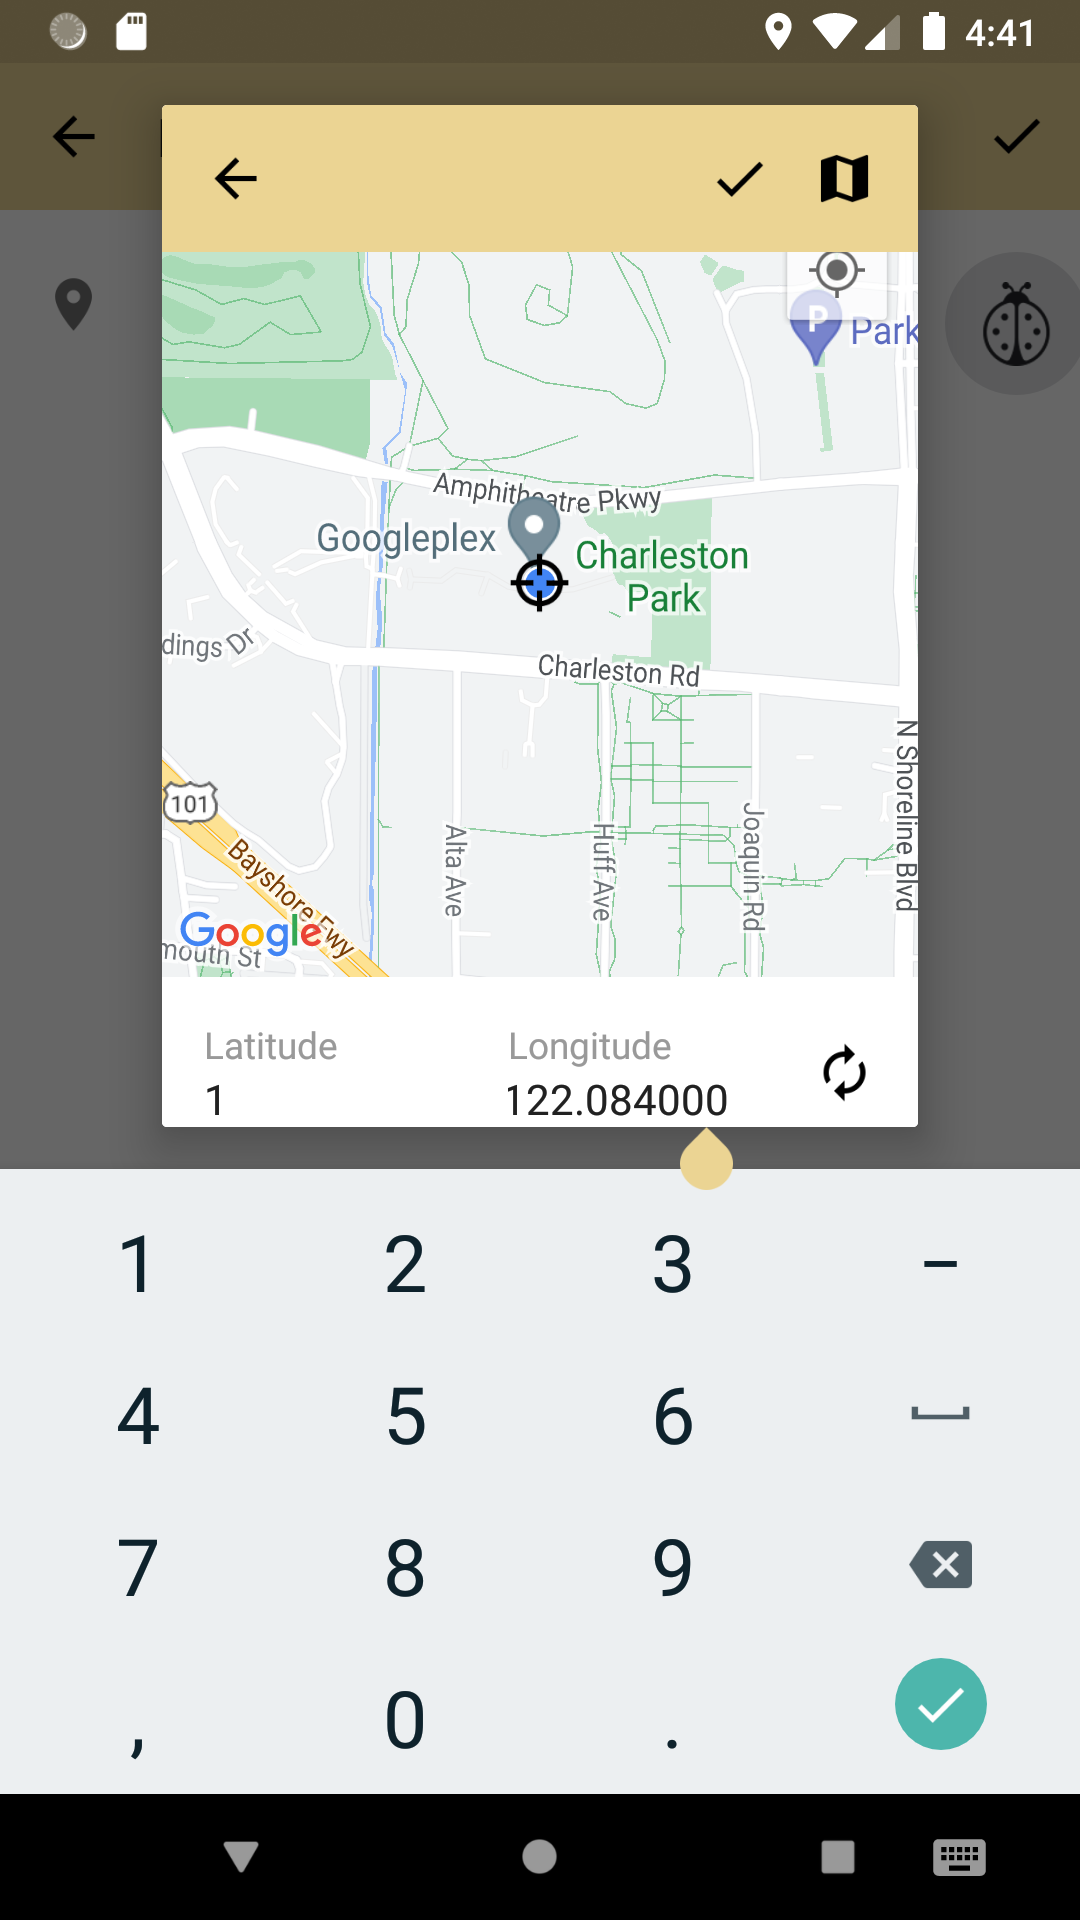 4:41
P Park
Amphitheatre Pkwy
Googleplex
Charleston
Park
dings Dr
Charleston Rd
N Shoreline Blvd
101
Bayshore Fwy
Alta Ave
Huff Ave
Joaquin Rd
Google
mouth St
Latitude
Longitude
1
122.084000
1 2 3 –
4 5 6
7 8 9
, 0 .